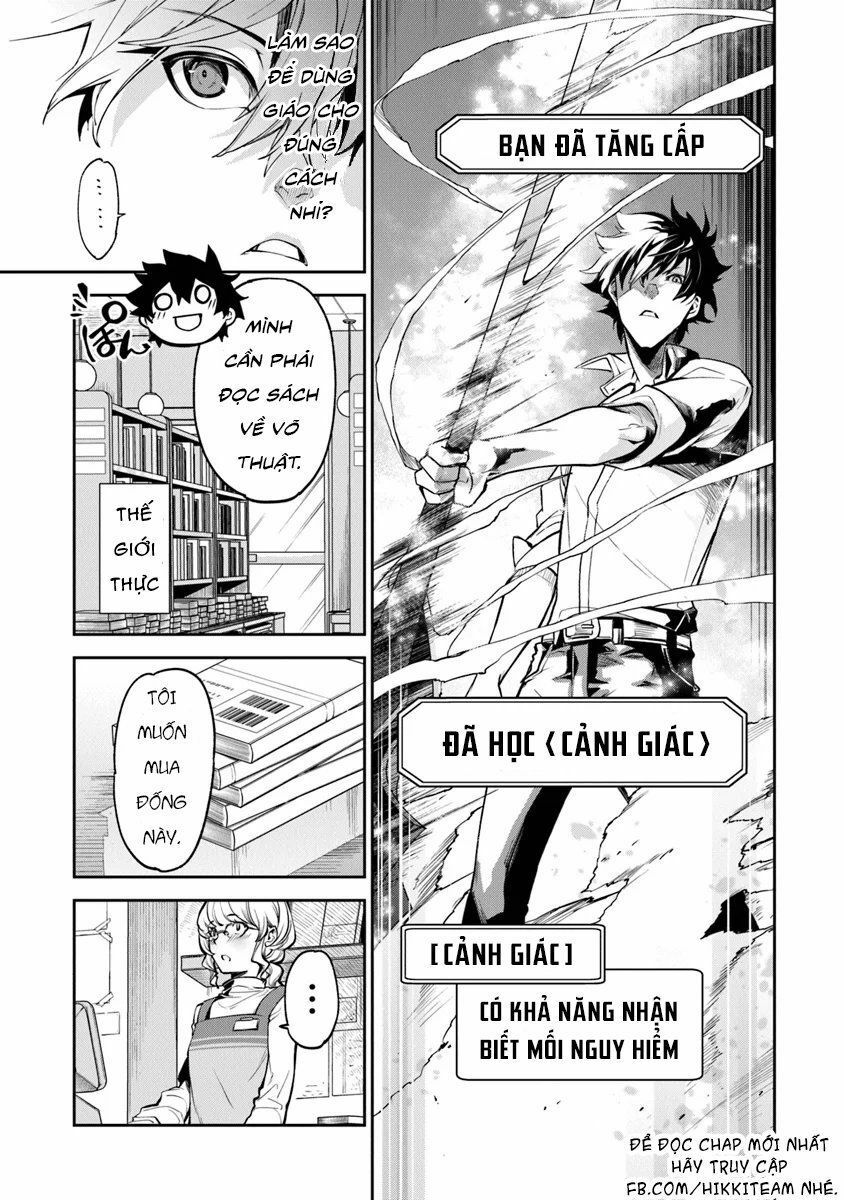 BẠN ĐÃ TĂNG CẤP
ĐÃ HỌC <CẢNH GIÁC>
[CẢNH GIÁC]
CÓ KHẢ NĂNG NHẬN
BIẾT MỐI NGUY HIỂM
LÀM SAO
ĐỂ DÙNG
GIÁO CHO
ĐÚNG
CÁCH
NHỈ?
.....
MÌNH
CẦN PHẢI
ĐỌC SÁCH
VỀ VÕ
THUẬT.
ぽん
THẾ
GIỚI
THỰC
TÔI
MUỐN
MUA
ĐỐNG
NÀY.
...
ĐỂ ĐỌC CHAP MỚI NHẤT
HÃY TRUY CẬP
FB.COM/HIKKITEAM NHÉ.